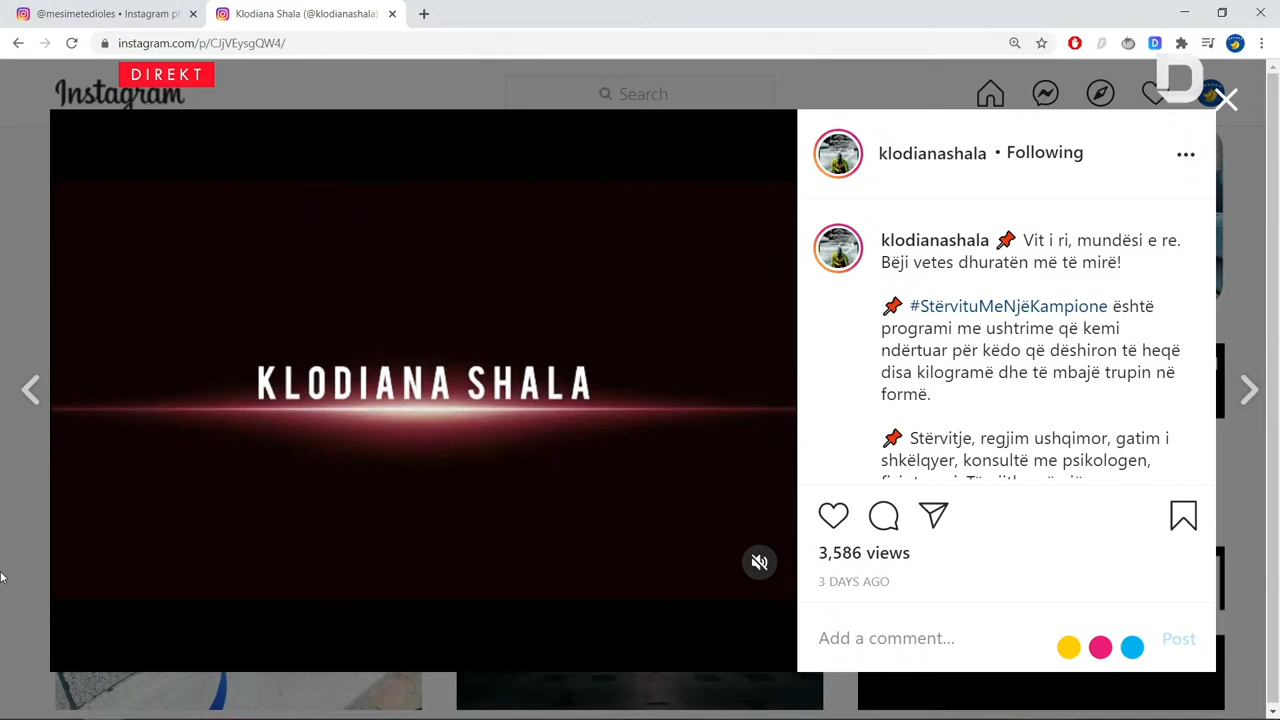 @mesimetedioles • Instagram
Klodiana Shala (@klodianashala)
instagram.com/p/CJjVEysgQW4/
DIREKT
D
Instagram
Search
klodianashala • Following
KLODIANA SHALA
klodianashala 📌 Vit i ri, mundësi e re.
Bëji vetes dhuratën më të mirë!
📌 #StërvituMeNjëKampione është
programi me ushtrime që kemi
ndërtuar për këdo që dëshiron të heqë
disa kilogramë dhe të mbajë trupin në
formë.
📌 Stërvitje, regjim ushqimor, gatim i
shkëlqyer, konsultë me psikologen,
3,586 views
3 DAYS AGO
Add a comment...
Post